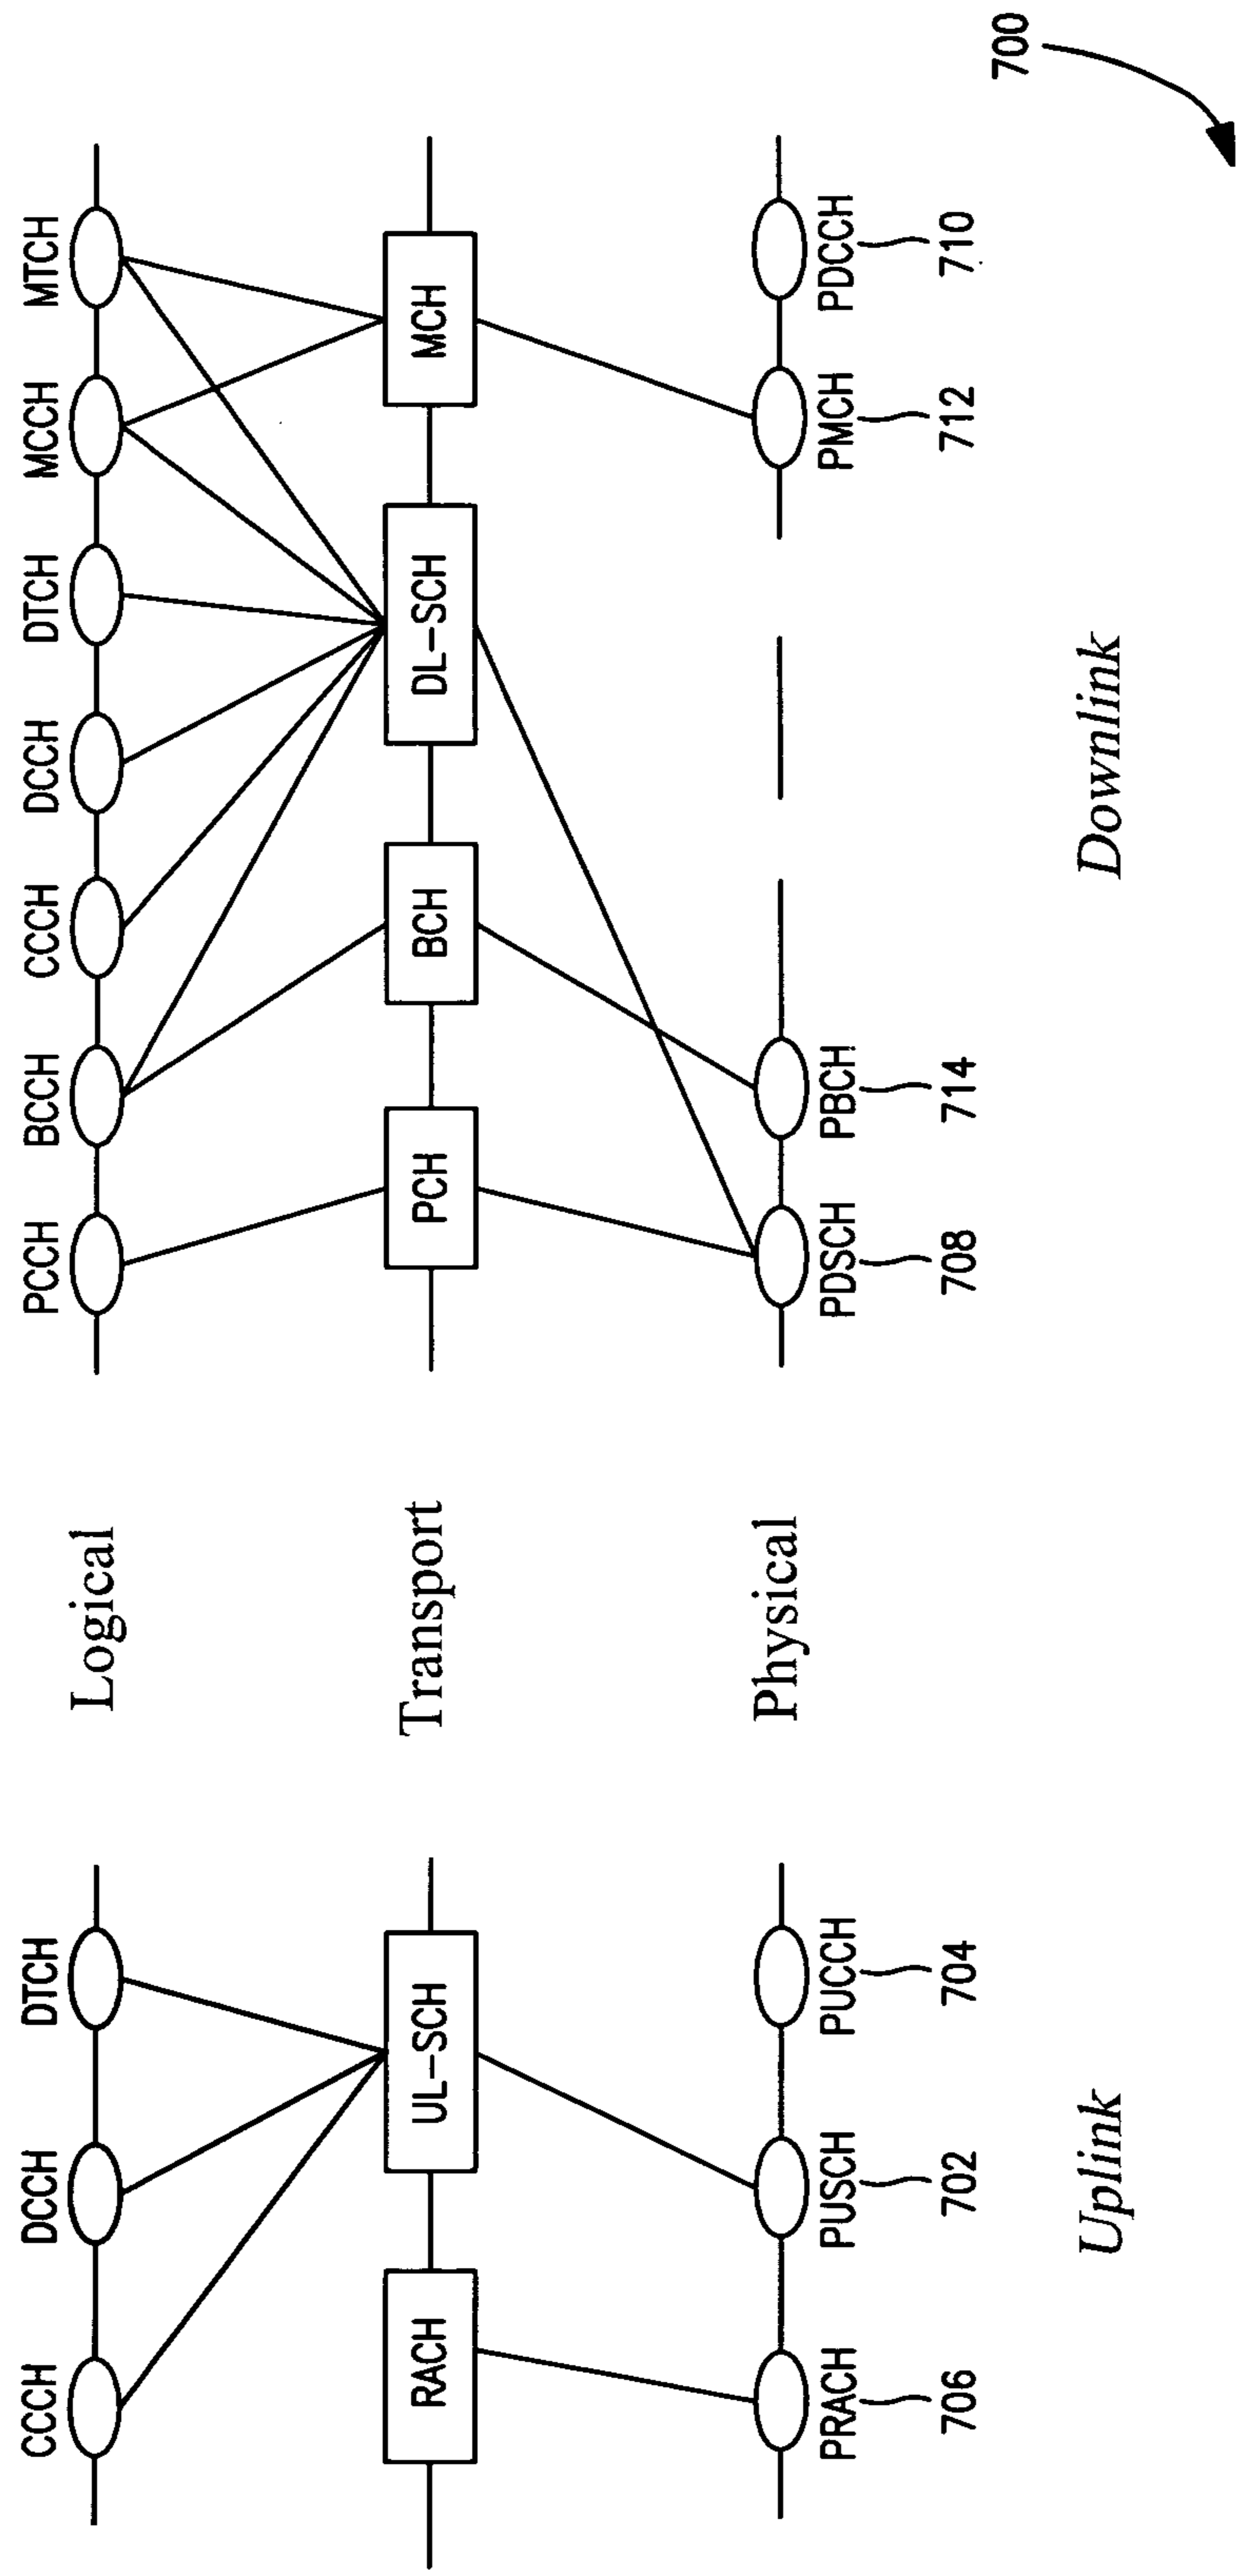 CCCH DCCH DTCH
Logical
PCCH BCCH CCCH DCCH DTCH MCCH MTCH
RACH UL-SCH
Transport
PCH BCH DL-SCH MCH
Physical
PRACH PUSCH PUCCH
706 702 704
PDSCH PBCH PMCH PDCCH
708 714 712 710
Uplink
Downlink
700